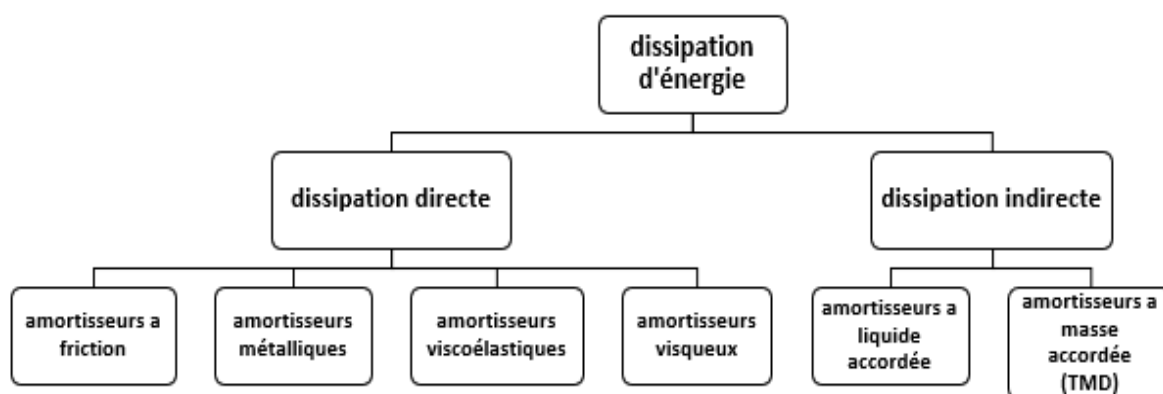 dissipation
d'énergie
dissipation directe
dissipation indirecte
amortisseurs a
friction
amortisseurs
métalliques
amortisseurs
viscoélastiques
amortisseurs
visqueux
amortisseurs a
liquide
accordée
amortisseurs a
masse
accordée
(TMD)